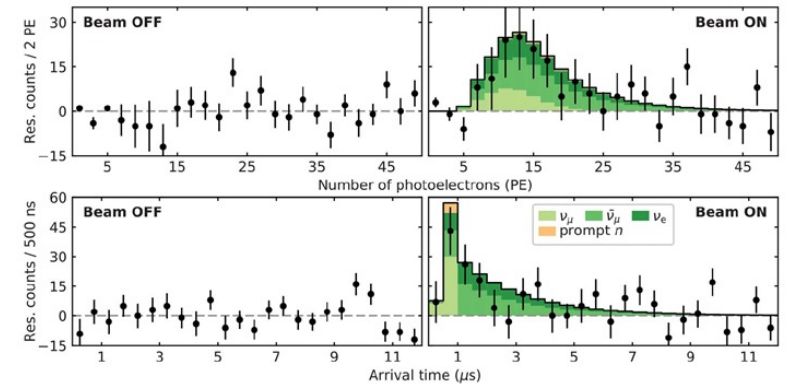 Beam OFF
Beam ON
Res. counts / 2 PE
30
15
0
−15
5 15 25 35 45
5 15 25 35 45
Number of photoelectrons (PE)
Beam OFF
Beam ON
νμ ν̄μ νe
prompt n
Res. counts / 500 ns
60
45
30
15
0
−15
1 3 5 7 9 11
1 3 5 7 9 11
Arrival time (μs)